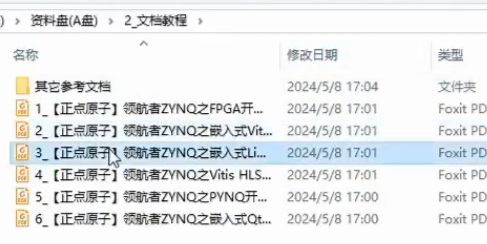 ) › 资料盘(A盘) › 2_文档教程
名称 修改日期 类型
其它参考文档 2024/5/8 17:04 文件夹
1_【正点原子】领航者ZYNQ之FPGA开... 2024/5/8 17:01 Foxit PD
2_【正点原子】领航者ZYNQ之嵌入式Vit... 2024/5/8 17:01 Foxit PD
3_【正点原子】领航者ZYNQ之嵌入式Li... 2024/5/8 17:01 Foxit PD
4_【正点原子】领航者ZYNQ之Vitis HLS... 2024/5/8 17:01 Foxit PD
5_【正点原子】领航者ZYNQ之PYNQ开... 2024/5/8 17:00 Foxit PD
6_【正点原子】领航者ZYNQ之嵌入式Qt... 2024/5/8 17:00 Foxit PD